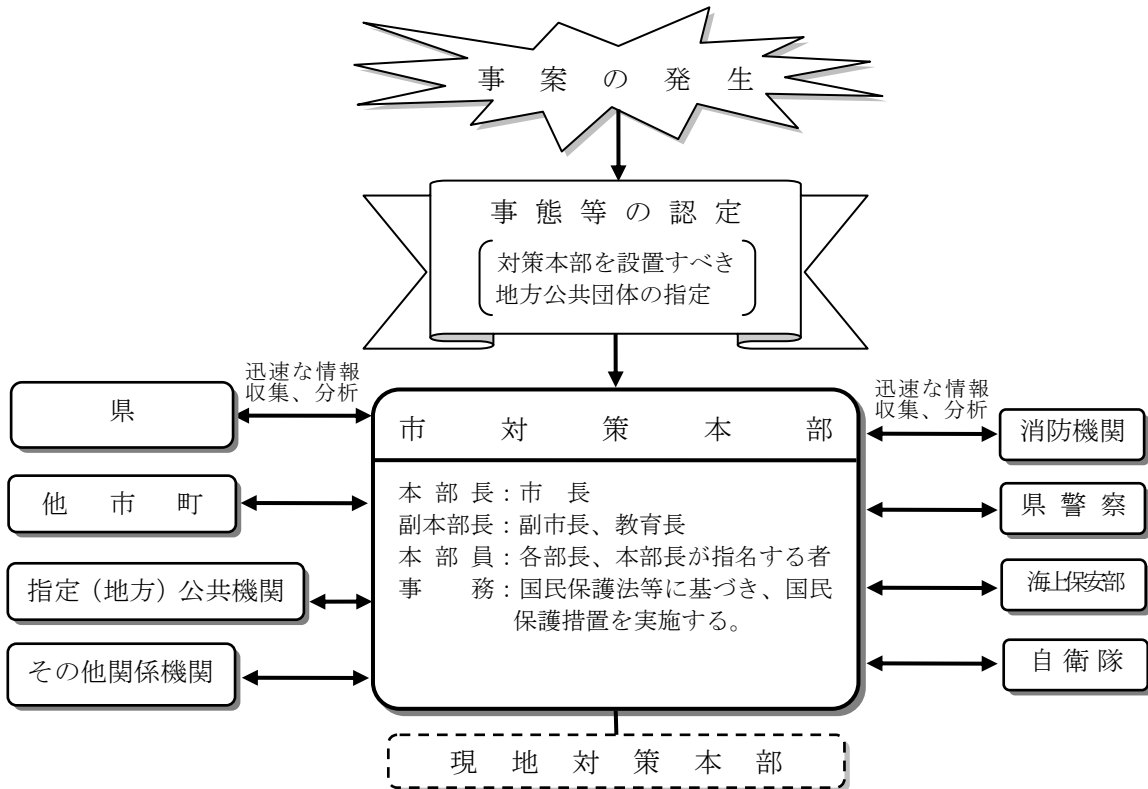 事案の発生
事態等の認定
対策本部を設置すべき
地方公共団体の指定
迅速な情報
収集、分析
迅速な情報
収集、分析
県
他市町
指定（地方）公共機関
その他関係機関
市対策本部
本部長：市長
副本部長：副市長、教育長
本部員：各部長、本部長が指名する者
事務：国民保護法等に基づき、国民
保護措置を実施する。
消防機関
県警察
海上保安部
自衛隊
現地対策本部